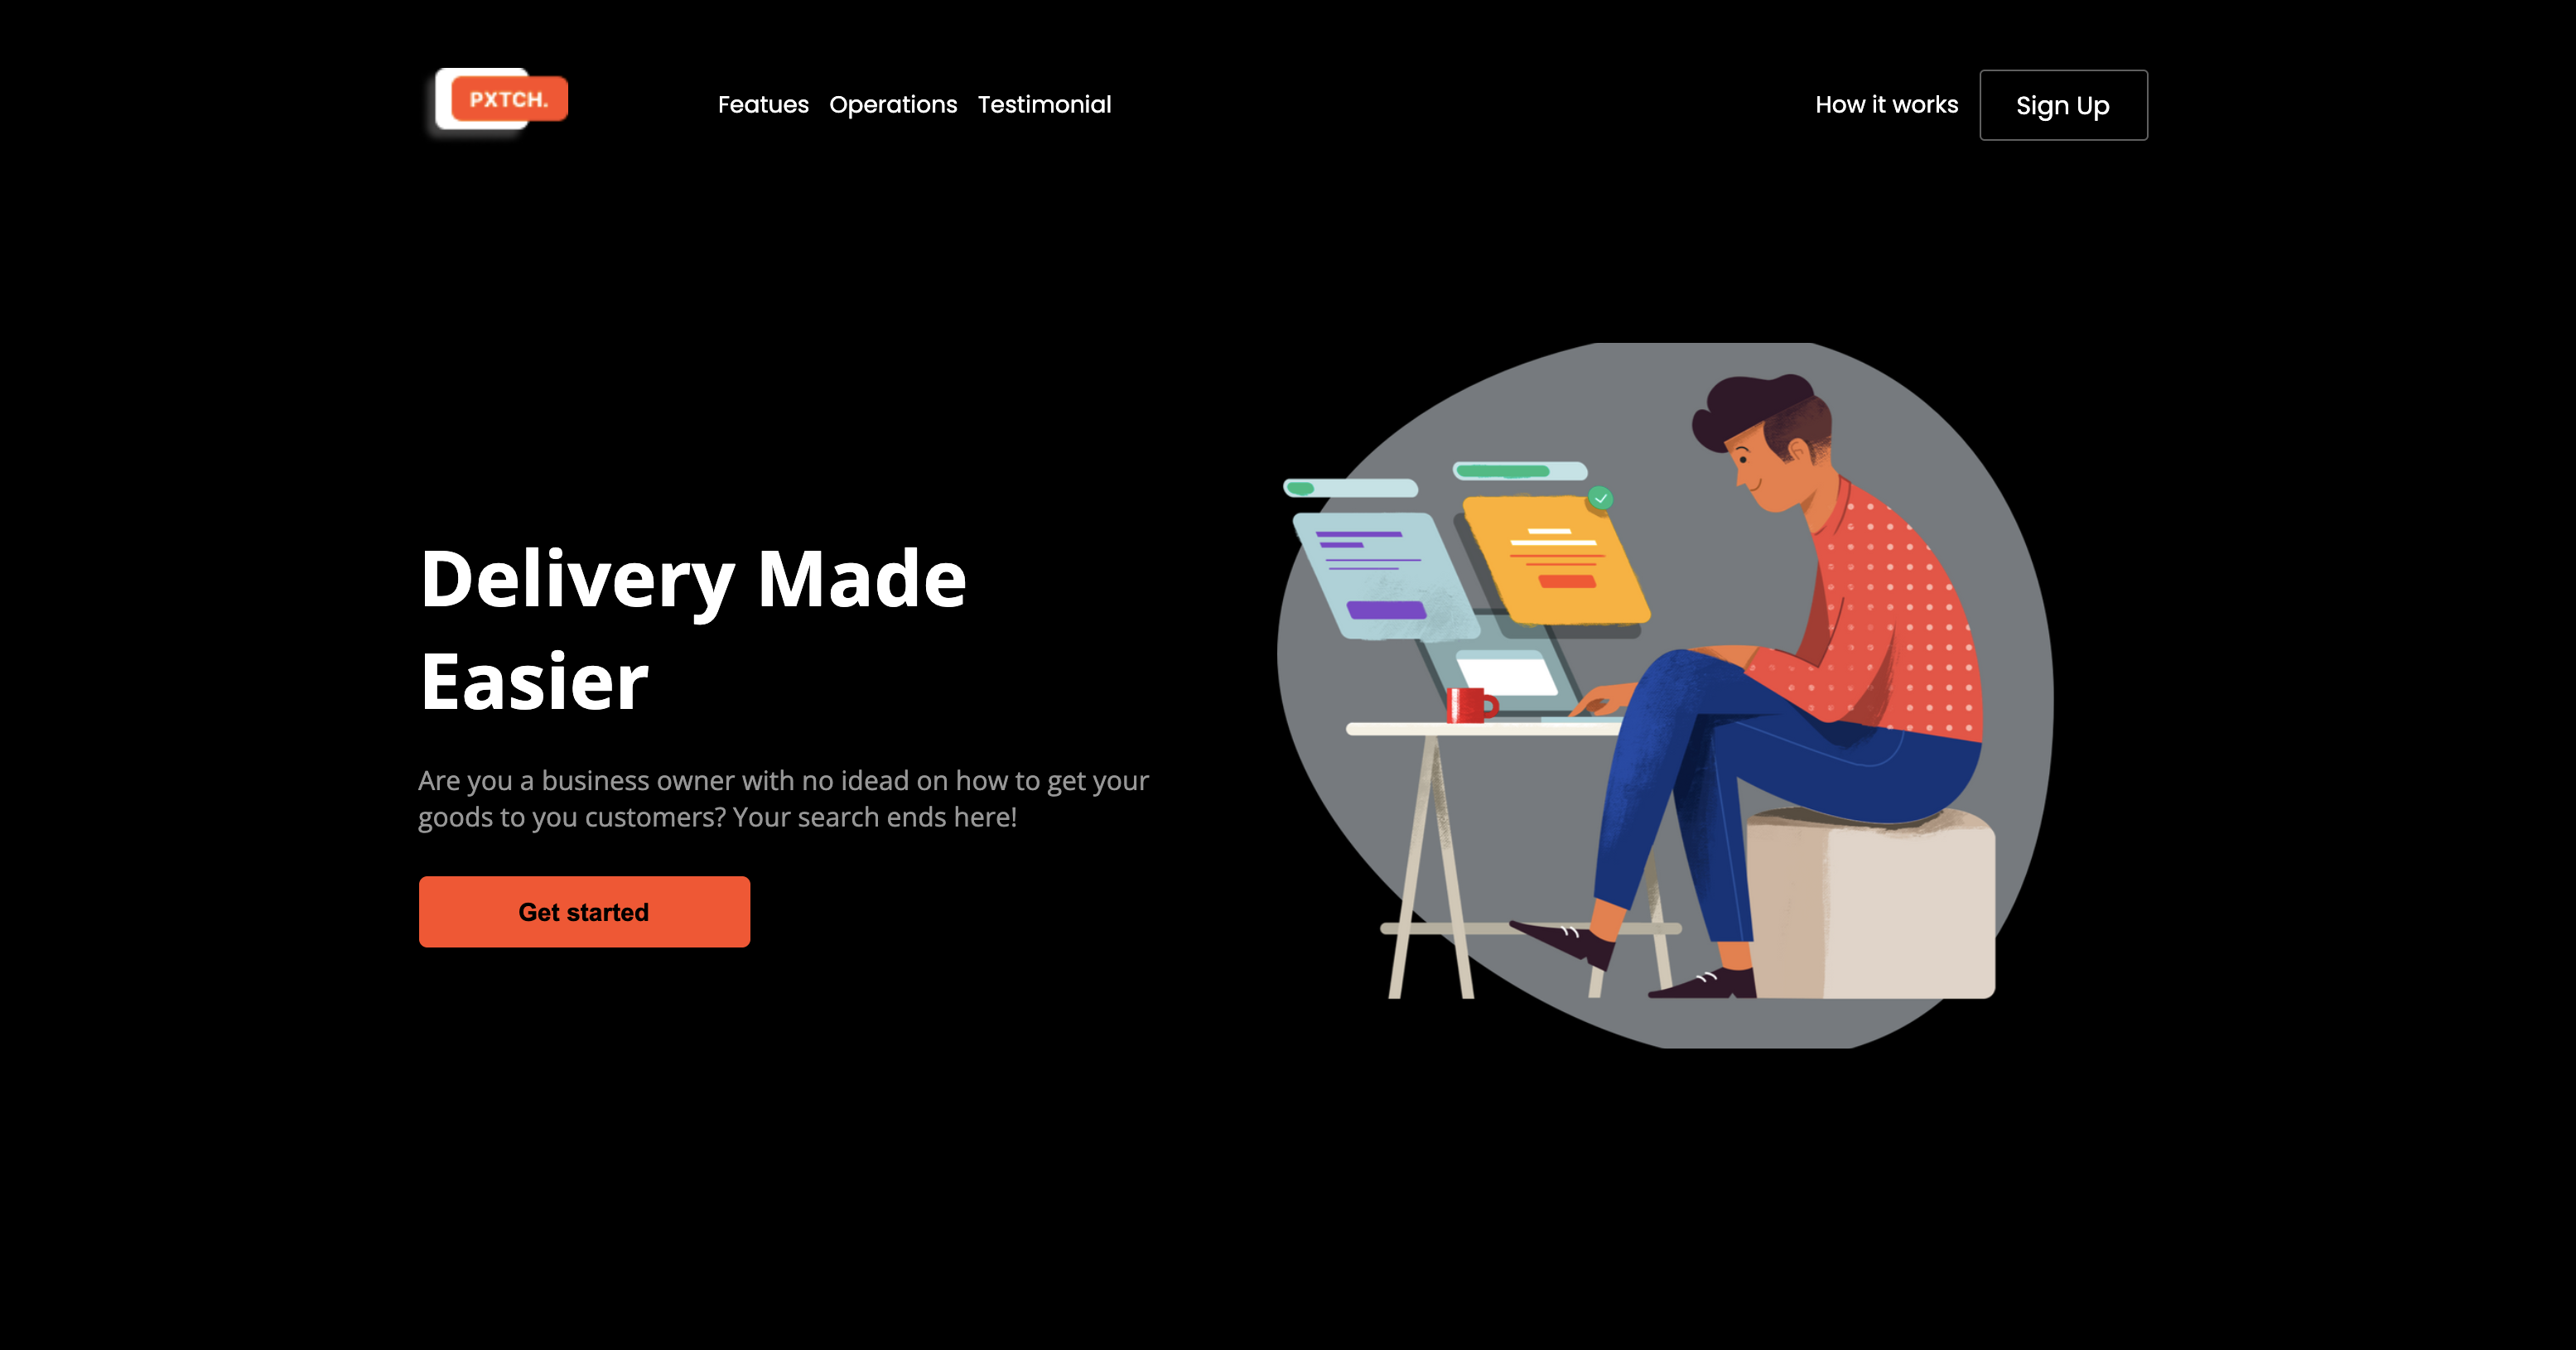 PXTCH.
Featues Operations Testimonial
How it works Sign Up
Delivery Made
Easier
Are you a business owner with no idead on how to get your
goods to you customers? Your search ends here!
Get started